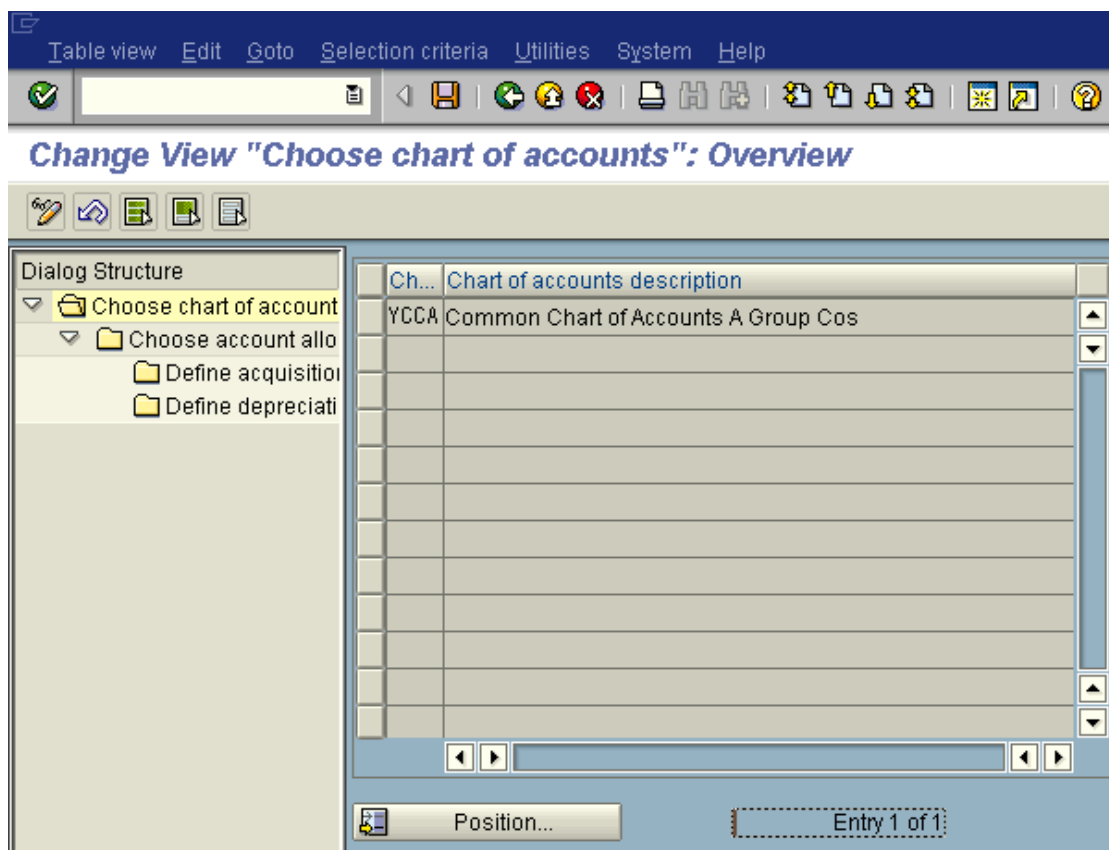 Table view Edit Goto Selection criteria Utilities System Help
Change View "Choose chart of accounts": Overview
Dialog Structure
Choose chart of account
Choose account allo
Define acquisition
Define depreciati
Ch... Chart of accounts description
YCCA Common Chart of Accounts A Group Cos
Position...
Entry 1 of 1